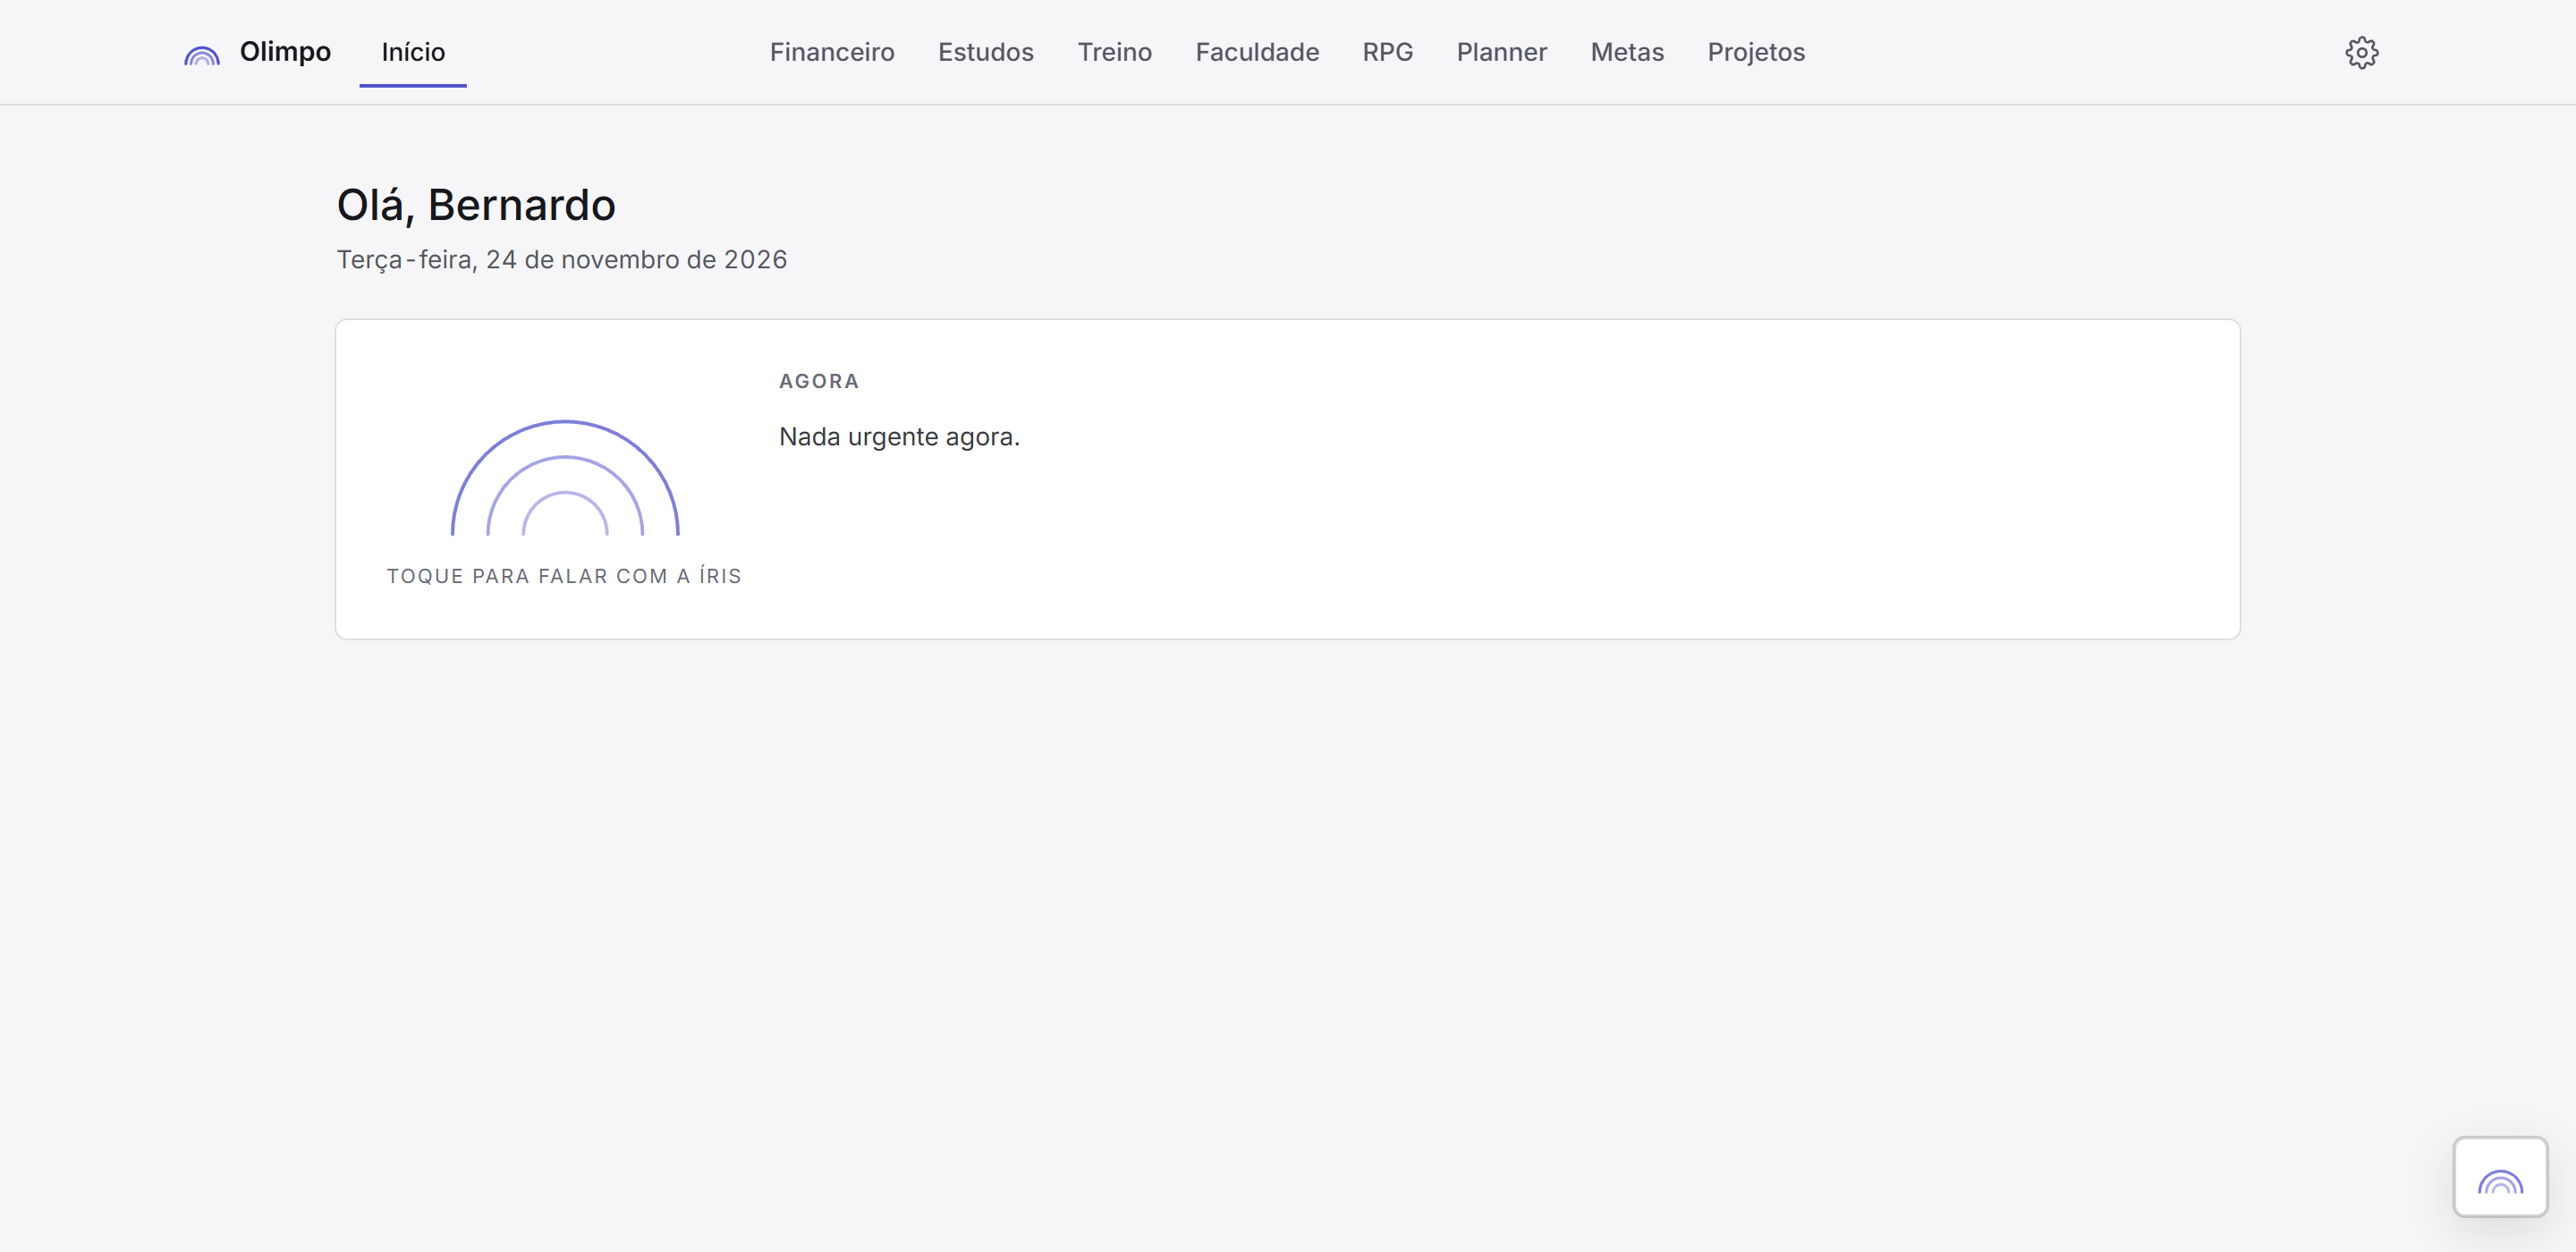 Olimpo Início Financeiro Estudos Treino Faculdade RPG Planner Metas Projetos
Olá, Bernardo
Terça-feira, 24 de novembro de 2026
AGORA
Nada urgente agora.
TOQUE PARA FALAR COM A ÍRIS